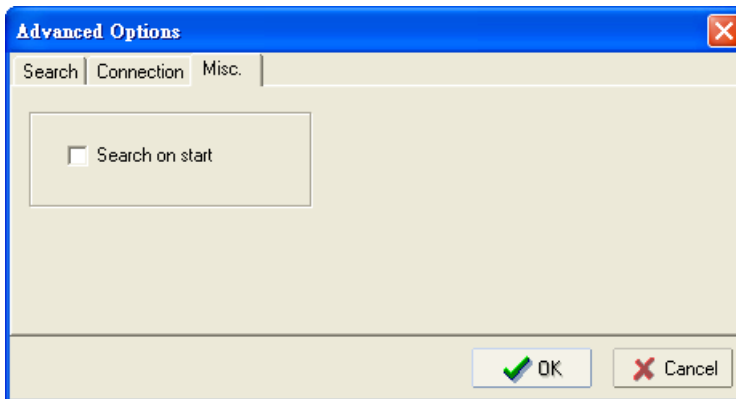 Advanced Options
Search Connection Misc.
Search on start
OK Cancel